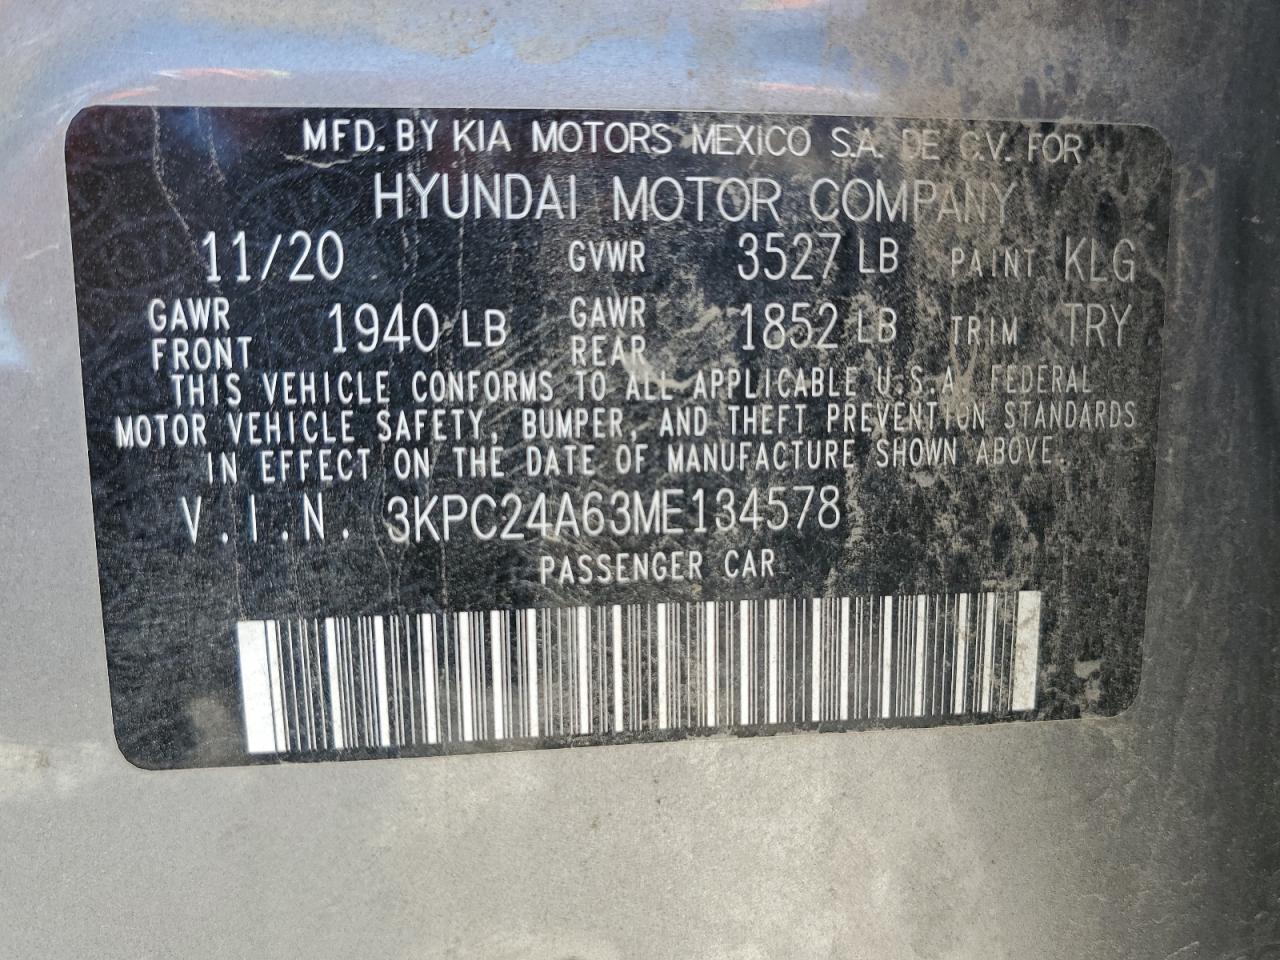 MFD. BY KIA MOTORS MEXICO S.A. DE C.V. FOR
HYUNDAI MOTOR COMPANY
11/20 GVWR 3527 LB PAINT KLG
GAWR FRONT 1940 LB GAWR REAR 1852 LB TRIM TRY
THIS VEHICLE CONFORMS TO ALL APPLICABLE U.S.A. FEDERAL
MOTOR VEHICLE SAFETY, BUMPER, AND THEFT PREVENTION STANDARDS
IN EFFECT ON THE DATE OF MANUFACTURE SHOWN ABOVE.
V.I.N. 3KPC24A63ME134578
PASSENGER CAR